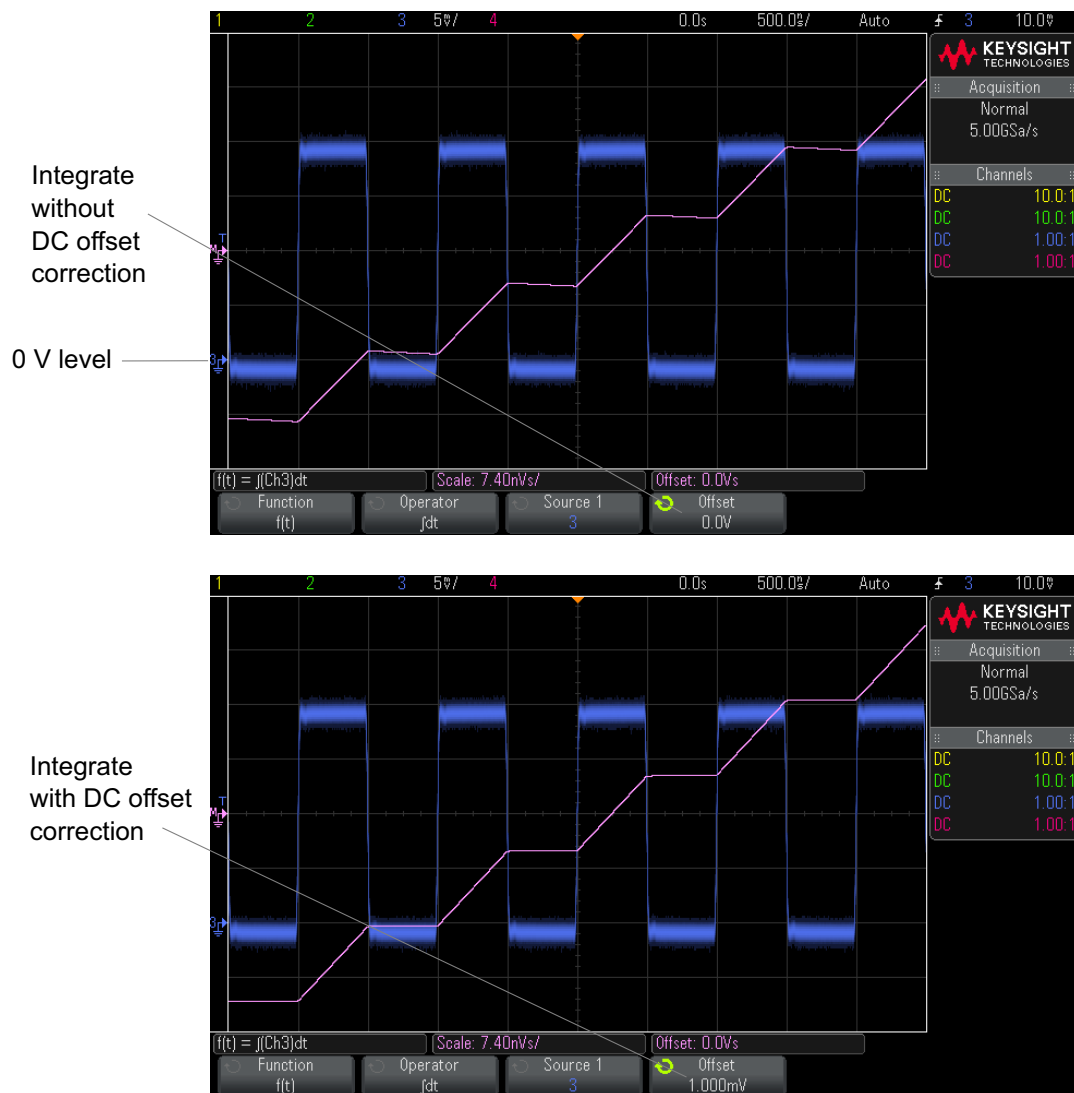 1 2 3 5mV/ 4 0.0s 500.0ns/ Auto 3 10.0V
KEYSIGHT
TECHNOLOGIES
Acquisition
Normal
5.00GSa/s
Channels
DC 10.0:1
DC 10.0:1
DC 1.00:1
DC 1.00:1
Integrate
without
DC offset
correction
T
M
0 V level
3
f(t) = ∫(Ch3)dt Scale: 7.40nVs/ Offset: 0.0Vs
Function Operator Source 1 Offset
f(t) ∫dt 3 0.0V
1 2 3 5mV/ 4 0.0s 500.0ns/ Auto 3 10.0V
KEYSIGHT
TECHNOLOGIES
Acquisition
Normal
5.00GSa/s
Channels
DC 10.0:1
DC 10.0:1
DC 1.00:1
DC 1.00:1
Integrate
with DC offset
correction
T
M
3
f(t) = ∫(Ch3)dt Scale: 7.40nVs/ Offset: 0.0Vs
Function Operator Source 1 Offset
f(t) ∫dt 3 1.000mV